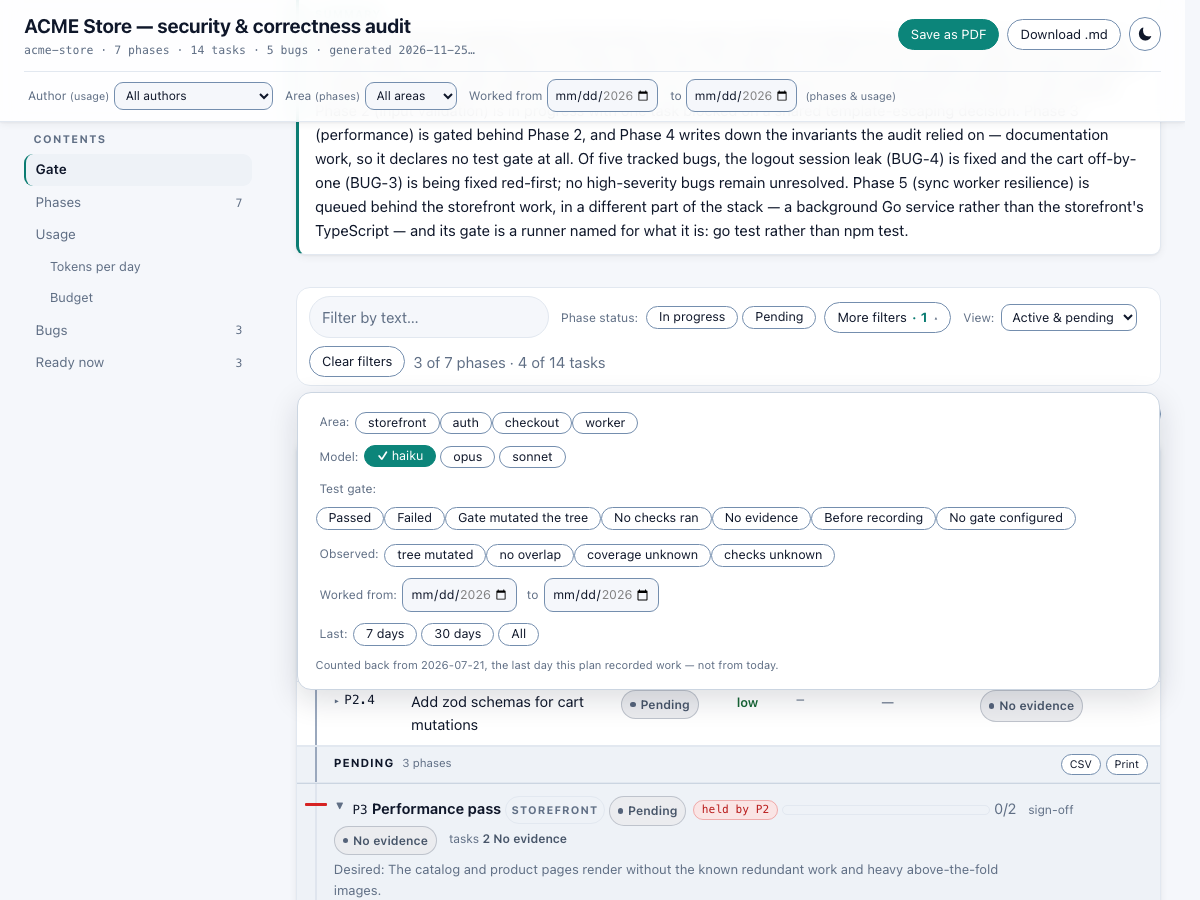 ACME Store — security & correctness audit
acme-store · 7 phases · 14 tasks · 5 bugs · generated 2026-11-25…
Save as PDF
Download .md
Author (usage) All authors Area (phases) All areas Worked from mm/dd/2026 to mm/dd/2026 (phases & usage)
CONTENTS
Gate
Phases 7
Usage
Tokens per day
Budget
Bugs 3
Ready now 3
(performance) is gated behind Phase 2, and Phase 4 writes down the invariants the audit relied on — documentation
work, so it declares no test gate at all. Of five tracked bugs, the logout session leak (BUG-4) is fixed and the cart off-by-
one (BUG-3) is being fixed red-first; no high-severity bugs remain unresolved. Phase 5 (sync worker resilience) is
queued behind the storefront work, in a different part of the stack — a background Go service rather than the storefront's
TypeScript — and its gate is a runner named for what it is: go test rather than npm test.
Filter by text... Phase status: In progress Pending More filters · 1 · View: Active & pending
Clear filters 3 of 7 phases · 4 of 14 tasks
Area: storefront auth checkout worker
Model: ✓ haiku opus sonnet
Test gate:
Passed Failed Gate mutated the tree No checks ran No evidence Before recording No gate configured
Observed: tree mutated no overlap coverage unknown checks unknown
Worked from: mm/dd/2026 to mm/dd/2026
Last: 7 days 30 days All
Counted back from 2026-07-21, the last day this plan recorded work — not from today.
▸ P2.4 Add zod schemas for cart mutations • Pending low — — • No evidence
PENDING 3 phases CSV Print
▼ P3 Performance pass STOREFRONT • Pending held by P2 0/2 sign-off
• No evidence tasks 2 No evidence
Desired: The catalog and product pages render without the known redundant work and heavy above-the-fold
images.